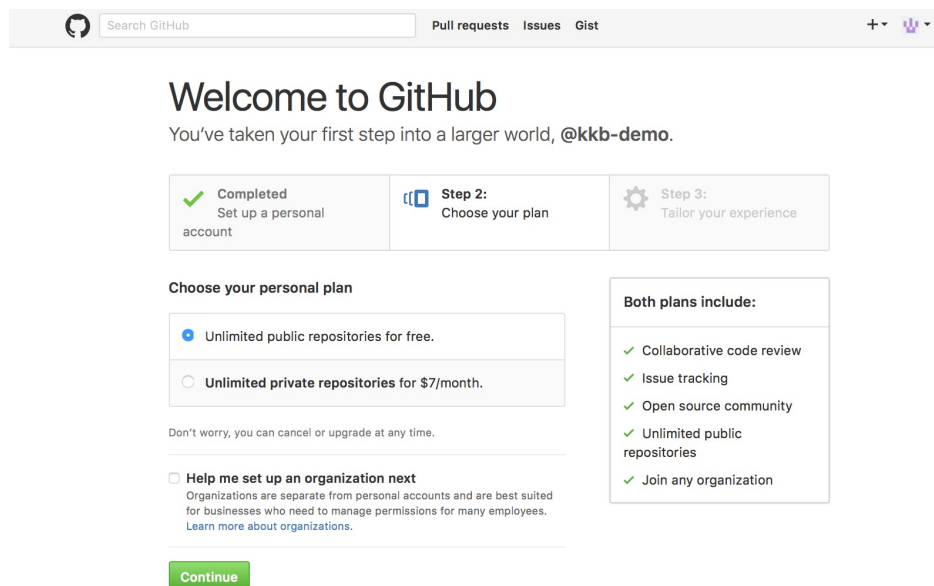 Search GitHub
Pull requests Issues Gist
Welcome to GitHub
You've taken your first step into a larger world, @kkb-demo.
Completed
Set up a personal
account
Step 2:
Choose your plan
Step 3:
Tailor your experience
Choose your personal plan
Unlimited public repositories for free.
Unlimited private repositories for $7/month.
Don't worry, you can cancel or upgrade at any time.
Help me set up an organization next
Organizations are separate from personal accounts and are best suited
for businesses who need to manage permissions for many employees.
Learn more about organizations.
Continue
Both plans include:
Collaborative code review
Issue tracking
Open source community
Unlimited public
repositories
Join any organization